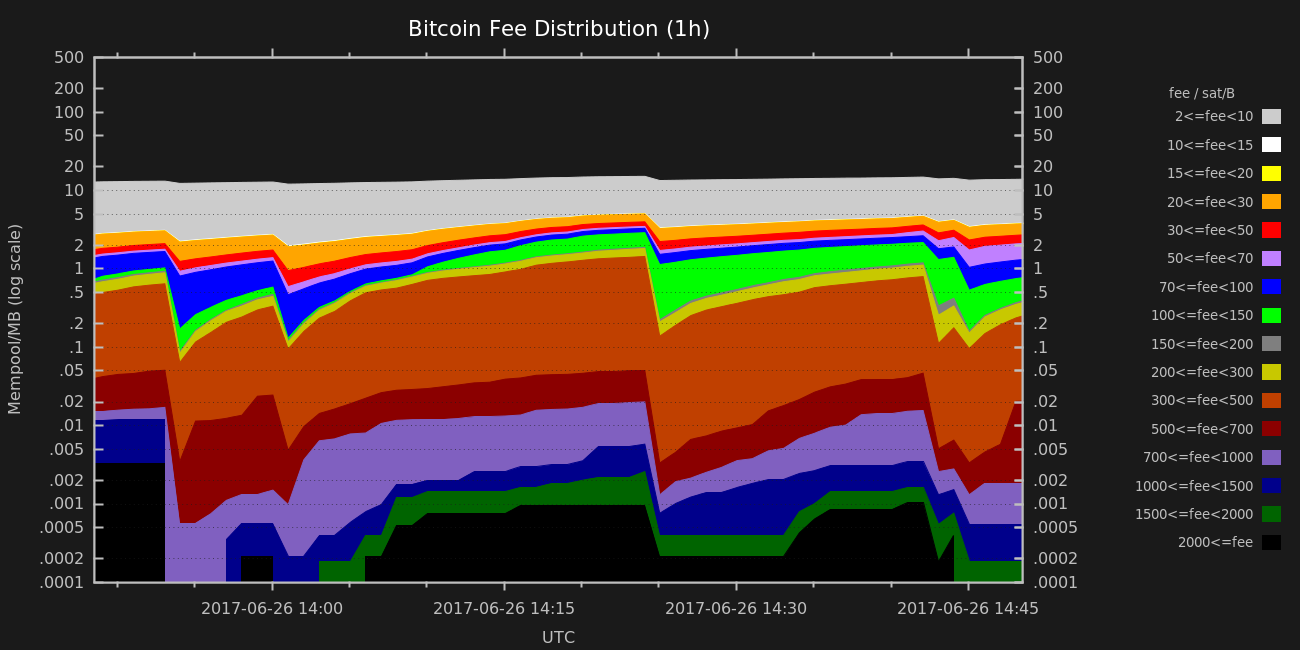 Bitcoin Fee Distribution (1h)
Mempool/MB (log scale)
500
200
100
50
20
10
5
2
1
.5
.2
.1
.05
.02
.01
.005
.002
.001
.0005
.0002
.0001
500
200
100
50
20
10
5
2
1
.5
.2
.1
.05
.02
.01
.005
.002
.001
.0005
.0002
.0001
2017-06-26 14:00
2017-06-26 14:15
2017-06-26 14:30
2017-06-26 14:45
UTC
fee / sat/B
2<=fee<10
10<=fee<15
15<=fee<20
20<=fee<30
30<=fee<50
50<=fee<70
70<=fee<100
100<=fee<150
150<=fee<200
200<=fee<300
300<=fee<500
500<=fee<700
700<=fee<1000
1000<=fee<1500
1500<=fee<2000
2000<=fee